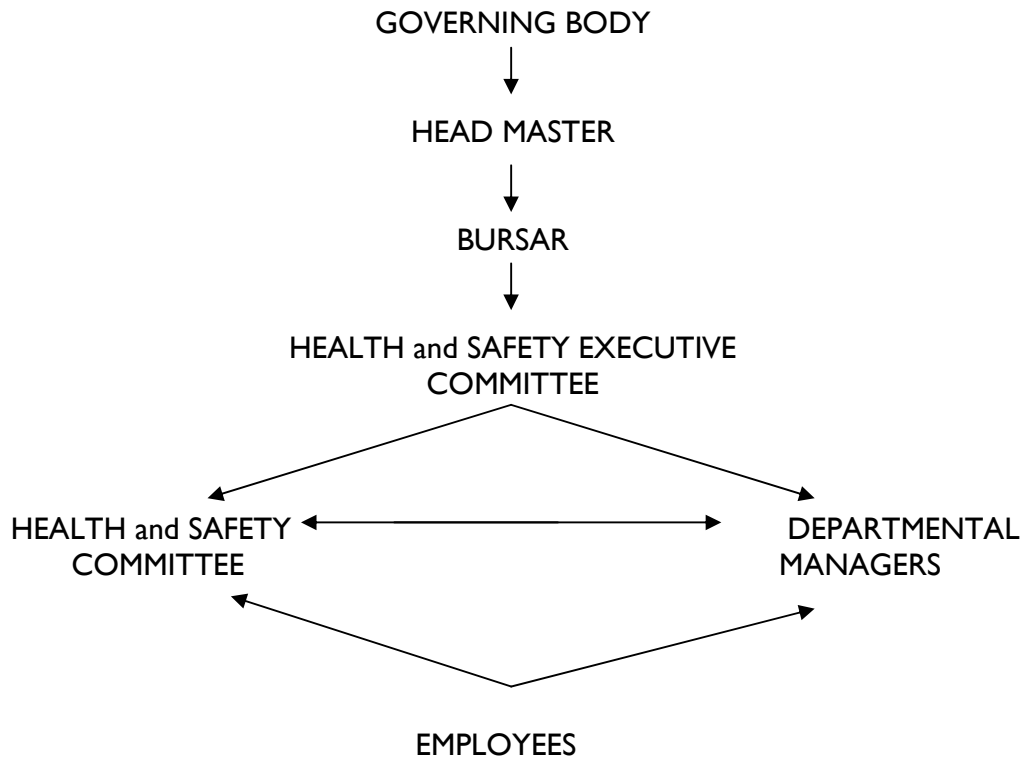 GOVERNING BODY
HEAD MASTER
BURSAR
HEALTH and SAFETY EXECUTIVE
COMMITTEE
HEALTH and SAFETY
COMMITTEE
DEPARTMENTAL
MANAGERS
EMPLOYEES